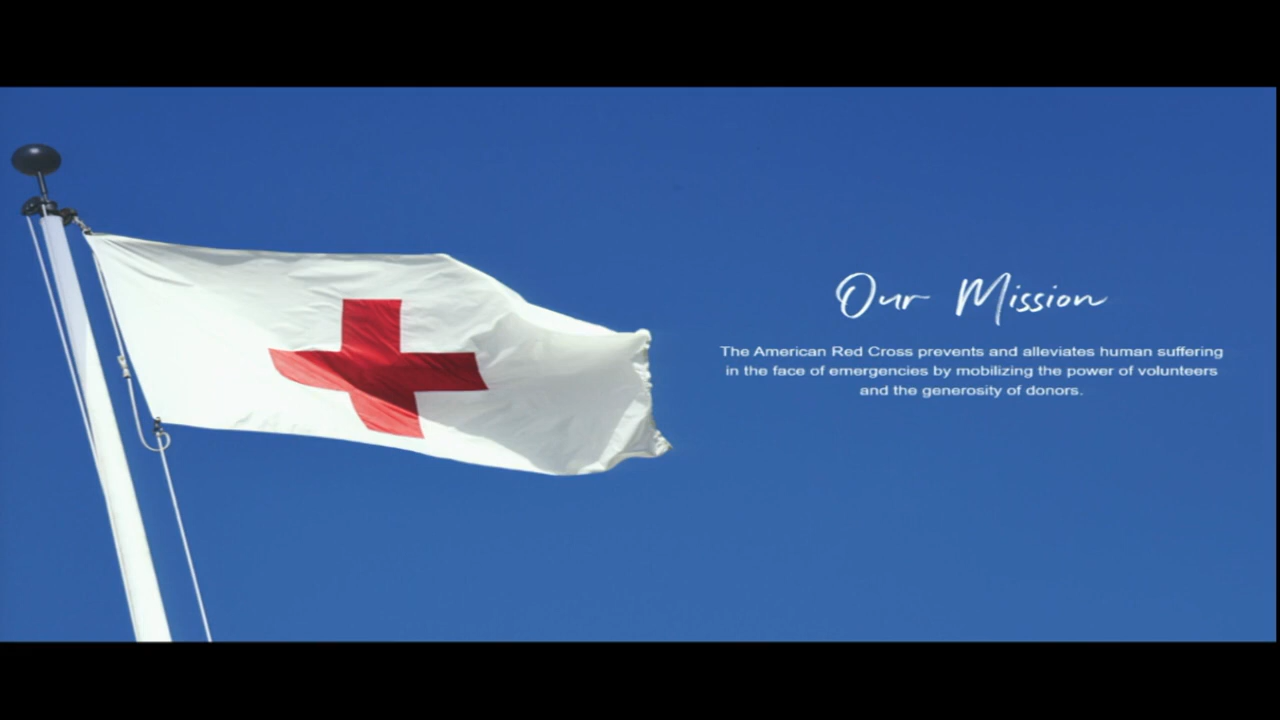 Our Mission
The American Red Cross prevents and alleviates human suffering
in the face of emergencies by mobilizing the power of volunteers
and the generosity of donors.